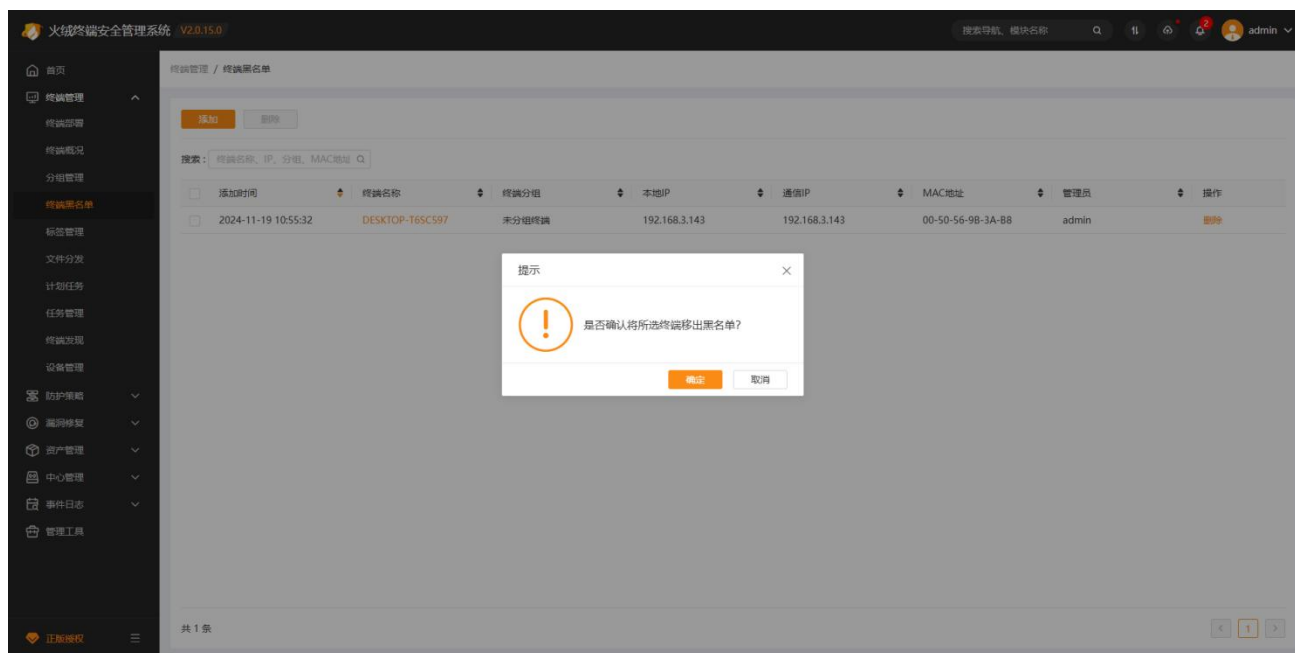 火绒终端安全管理系统 V2.0.15.0
搜索导航、模块名称
2
admin
首页
终端管理
终端部署
终端概况
分组管理
终端黑名单
标签管理
文件分发
计划任务
任务管理
终端发现
设备管理
防护策略
漏洞修复
资产管理
中心管理
事件日志
管理工具
正版授权
终端管理 / 终端黑名单
添加 删除
搜索： 终端名称、IP、分组、MAC地址
添加时间 终端名称 终端分组 本地IP 通信IP MAC地址 管理员 操作
2024-11-19 10:55:32 DESKTOP-T65C597 未分组终端 192.168.3.143 192.168.3.143 00-50-56-9B-3A-B8 admin 删除
提示
是否确认将所选终端移出黑名单?
确定 取消
共 1 条
1